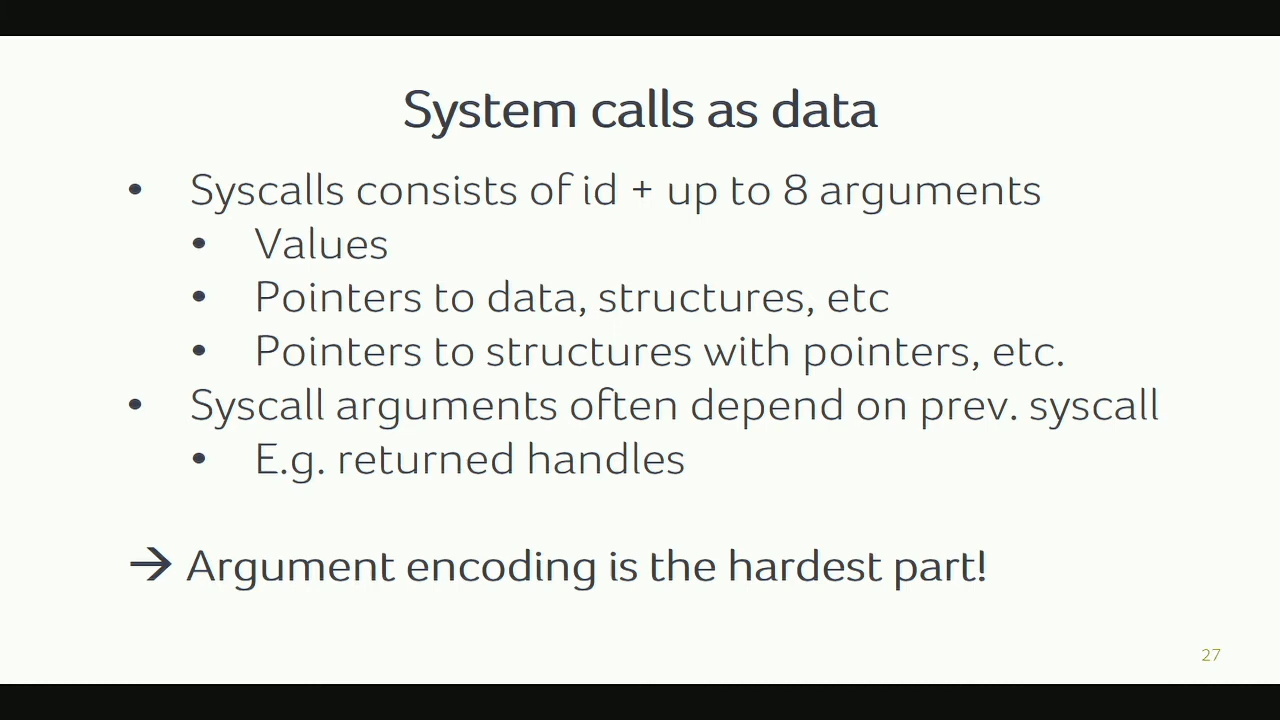 System calls as data
• Syscalls consists of id + up to 8 arguments
• Values
• Pointers to data, structures, etc
• Pointers to structures with pointers, etc.
• Syscall arguments often depend on prev. syscall
• E.g. returned handles
→ Argument encoding is the hardest part!
27